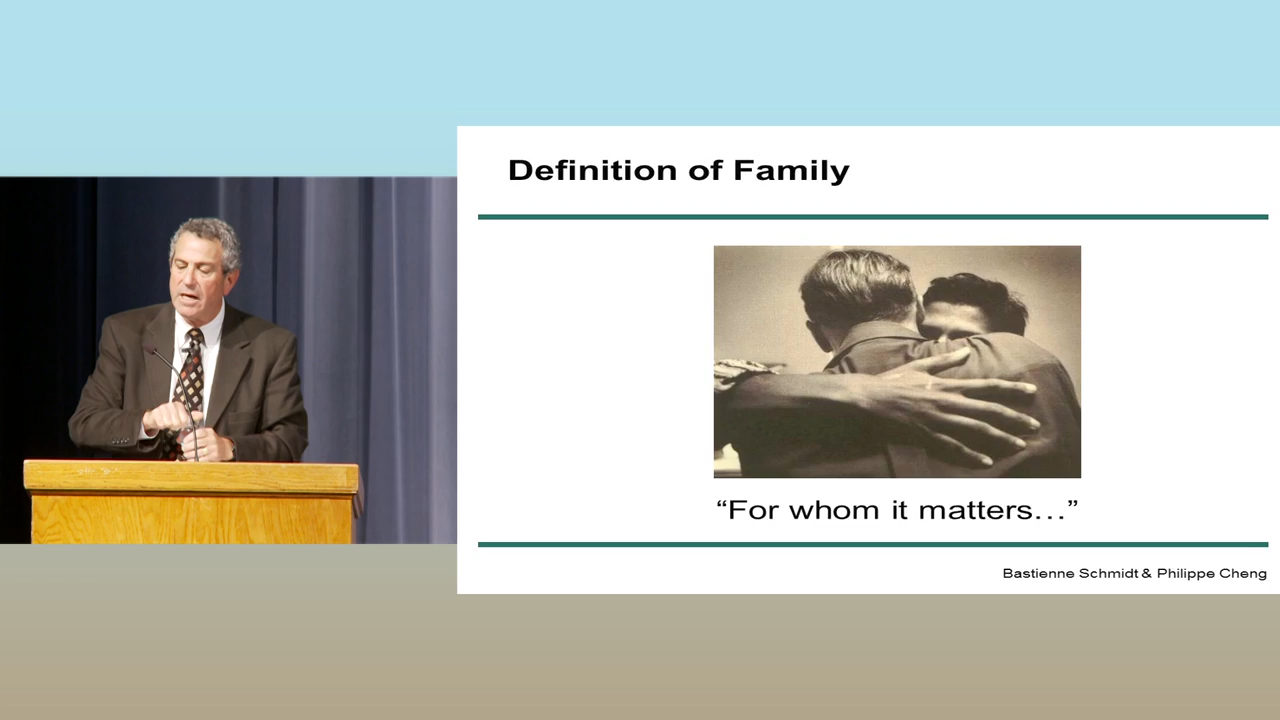 Definition of Family
“For whom it matters…”
Bastienne Schmidt & Philippe Cheng